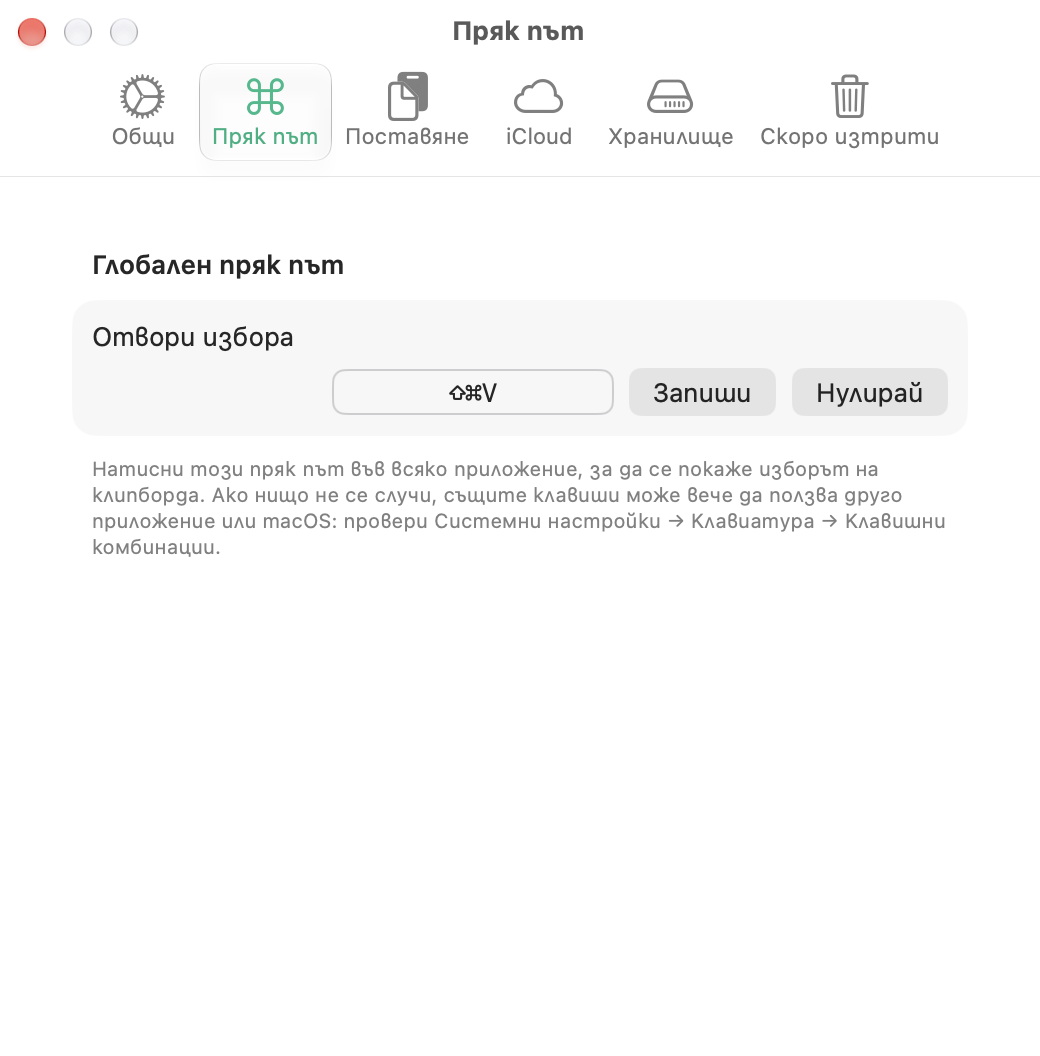 Пряк път
Общи
Пряк път
Поставяне
iCloud
Хранилище
Скоро изтрити
Глобален пряк път
Отвори избора
⇧⌘V
Запиши
Нулирай
Натисни този пряк път във всяко приложение, за да се покаже изборът на
клипборда. Ако нищо не се случи, същите клавиши може вече да ползва друго
приложение или macOS: провери Системни настройки → Клавиатура → Клавишни
комбинации.